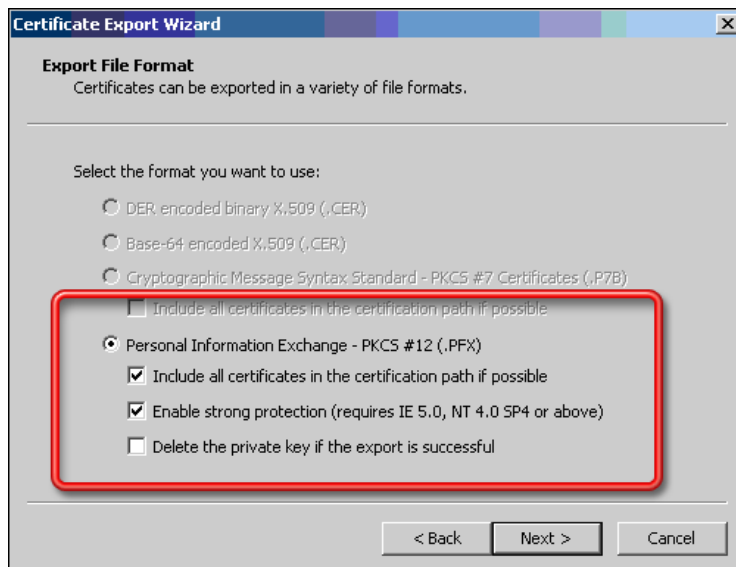 Certificate Export Wizard
Export File Format
Certificates can be exported in a variety of file formats.
Select the format you want to use:
DER encoded binary X.509 (.CER)
Base-64 encoded X.509 (.CER)
Cryptographic Message Syntax Standard - PKCS #7 Certificates (.P7B)
Include all certificates in the certification path if possible
Personal Information Exchange - PKCS #12 (.PFX)
Include all certificates in the certification path if possible
Enable strong protection (requires IE 5.0, NT 4.0 SP4 or above)
Delete the private key if the export is successful
< Back Next > Cancel